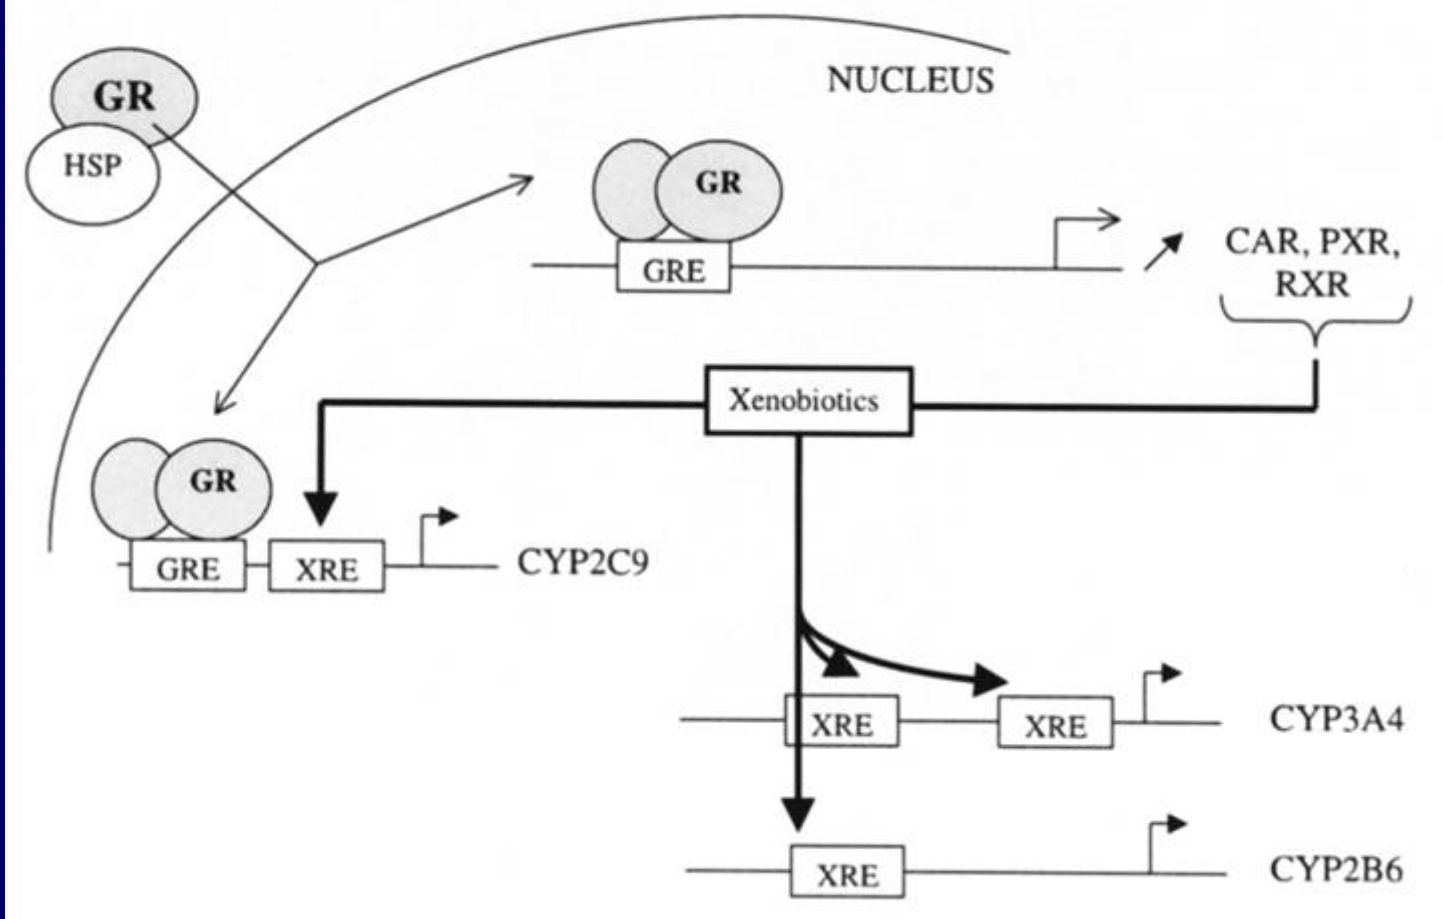 NUCLEUS
GR
HSP
GR
GRE
CAR, PXR,
RXR
Xenobiotics
GR
GRE
XRE
CYP2C9
XRE
XRE
CYP3A4
XRE
CYP2B6